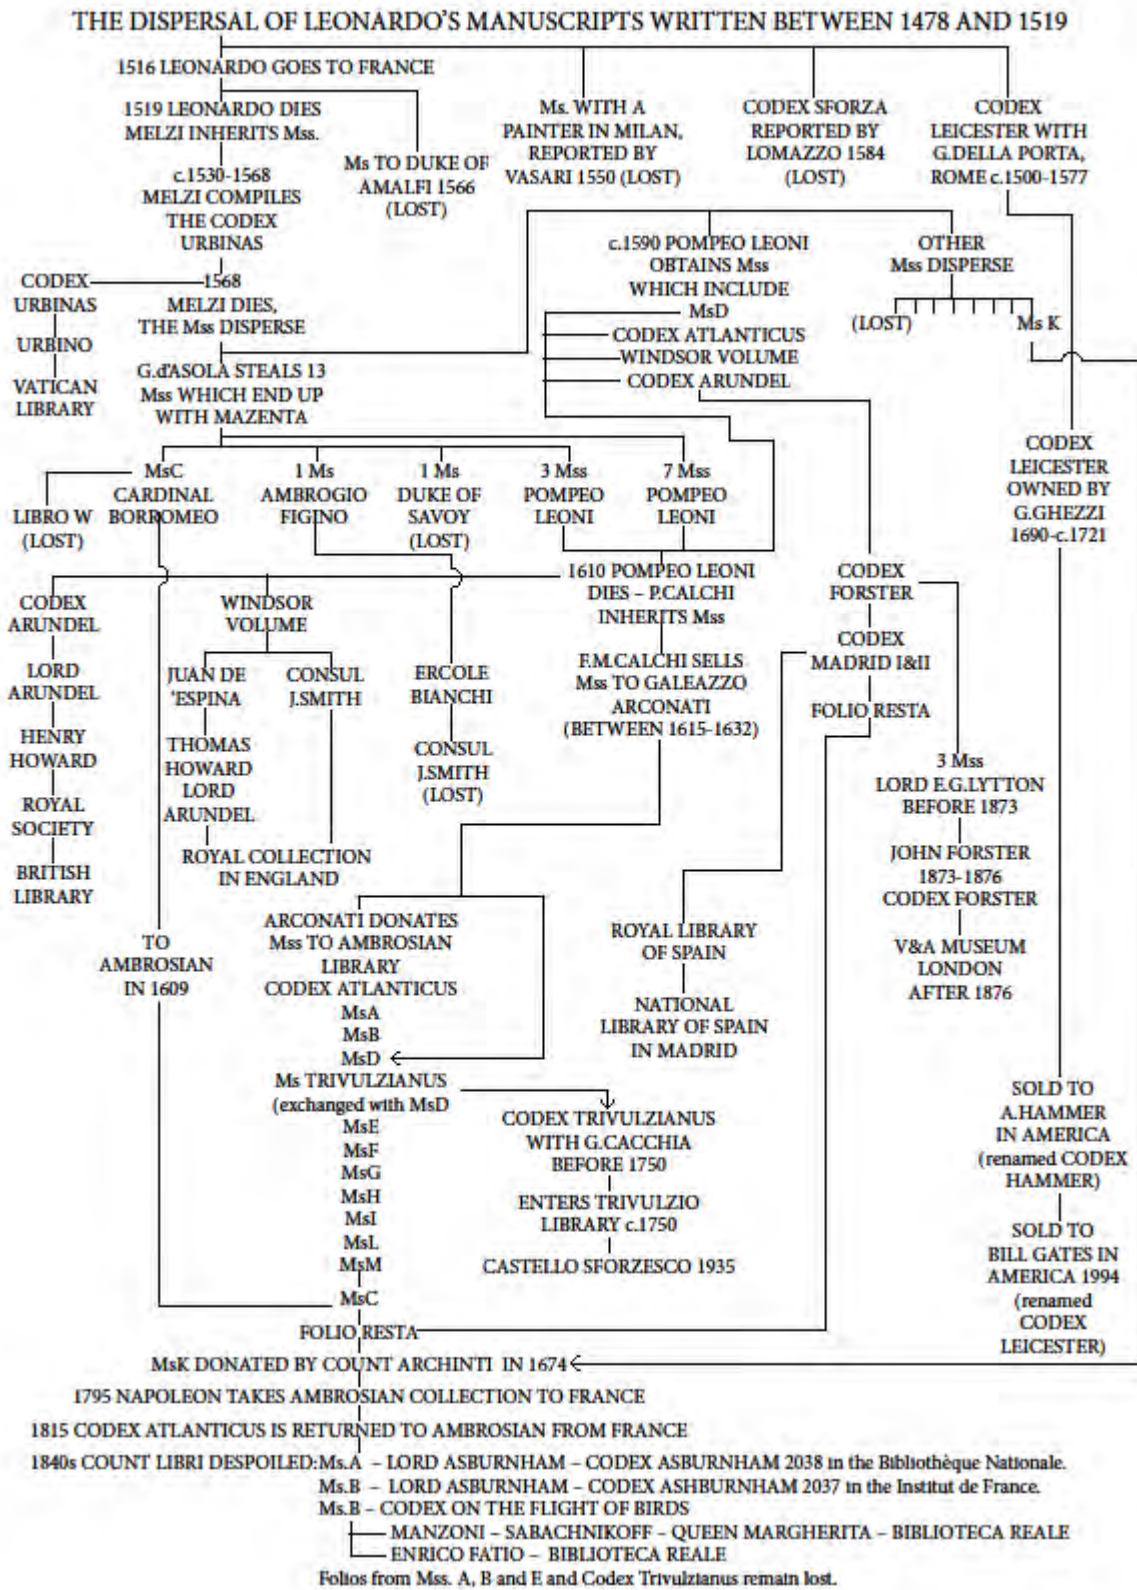 THE DISPERSAL OF LEONARDO'S MANUSCRIPTS WRITTEN BETWEEN 1478 AND 1519
1516 LEONARDO GOES TO FRANCE
1519 LEONARDO DIES
MELZI INHERITS Mss.
Ms TO DUKE OF
AMALFI 1566
(LOST)
Ms. WITH A
PAINTER IN MILAN,
REPORTED BY
VASARI 1550 (LOST)
CODEX SFORZA
REPORTED BY
LOMAZZO 1584
(LOST)
CODEX
LEICESTER WITH
G.DELLA PORTA,
ROME c.1500-1577
c.1530-1568
MELZI COMPILES
THE CODEX
URBINAS
CODEX
URBINAS
URBINO
VATICAN
LIBRARY
1568
MELZI DIES,
THE Mss DISPERSE
G.d'ASOLA STEALS 13
Mss WHICH END UP
WITH MAZENTA
c.1590 POMPEO LEONI
OBTAINS Mss
WHICH INCLUDE
MsD
CODEX ATLANTICUS
WINDSOR VOLUME
CODEX ARUNDEL
OTHER
Mss DISPERSE
(LOST)
Ms K
MsC
CARDINAL
BORROMEO
LIBRO W
(LOST)
1 Ms
AMBROGIO
FIGINO
1 Ms
DUKE OF
SAVOY
(LOST)
3 Mss
POMPEO
LEONI
7 Mss
POMPEO
LEONI
CODEX
LEICESTER
OWNED BY
G.GHEZZI
1690-c.1721
CODEX
ARUNDEL
LORD
ARUNDEL
HENRY
HOWARD
ROYAL
SOCIETY
BRITISH
LIBRARY
WINDSOR
VOLUME
JUAN DE
'ESPINA
THOMAS
HOWARD
LORD
ARUNDEL
CONSUL
J.SMITH
ROYAL COLLECTION
IN ENGLAND
ERCOLE
BIANCHI
CONSUL
J.SMITH
(LOST)
1610 POMPEO LEONI
DIES – P.CALCHI
INHERITS Mss
F.M.CALCHI SELLS
Mss TO GALEAZZO
ARCONATI
(BETWEEN 1615-1632)
CODEX
FORSTER
CODEX
MADRID I&II
FOLIO RESTA
3 Mss
LORD E.G.LYTTON
BEFORE 1873
JOHN FORSTER
1873-1876
CODEX FORSTER
V&A MUSEUM
LONDON
AFTER 1876
ROYAL LIBRARY
OF SPAIN
NATIONAL
LIBRARY OF SPAIN
IN MADRID
TO
AMBROSIAN
IN 1609
ARCONATI DONATES
Mss TO AMBROSIAN
LIBRARY
CODEX ATLANTICUS
MsA
MsB
MsD
Ms TRIVULZIANUS
(exchanged with MsD
MsE
MsF
MsG
MsH
MsI
MsL
MsM
MsC
CODEX TRIVULZIANUS
WITH G.CACCHIA
BEFORE 1750
ENTERS TRIVULZIO
LIBRARY c.1750
CASTELLO SFORZESCO 1935
SOLD TO
A.HAMMER
IN AMERICA
(renamed CODEX
HAMMER)
SOLD TO
BILL GATES IN
AMERICA 1994
(renamed
CODEX
LEICESTER)
FOLIO RESTA
MsK DONATED BY COUNT ARCHINTI IN 1674
1795 NAPOLEON TAKES AMBROSIAN COLLECTION TO FRANCE
1815 CODEX ATLANTICUS IS RETURNED TO AMBROSIAN FROM FRANCE
1840s COUNT LIBRI DESPOILED:Ms.A – LORD ASBURNHAM – CODEX ASBURNHAM 2038 in the Bibliothèque Nationale.
Ms.B – LORD ASBURNHAM – CODEX ASHBURNHAM 2037 in the Institut de France.
Ms.B – CODEX ON THE FLIGHT OF BIRDS
MANZONI – SABACHNIKOFF – QUEEN MARGHERITA – BIBLIOTECA REALE
ENRICO FATIO – BIBLIOTECA REALE
Folios from Mss. A, B and E and Codex Trivulzianus remain lost.